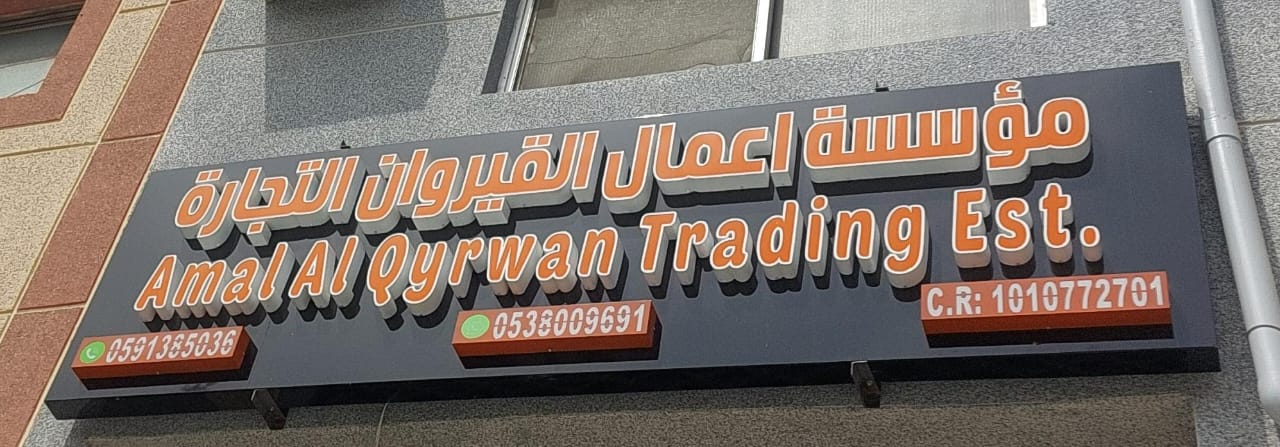 مؤسسة اعمال القيروان التجارة
Amal Al Qyrwan Trading Est.
0591385036
0538009691
C.R: 1010772701